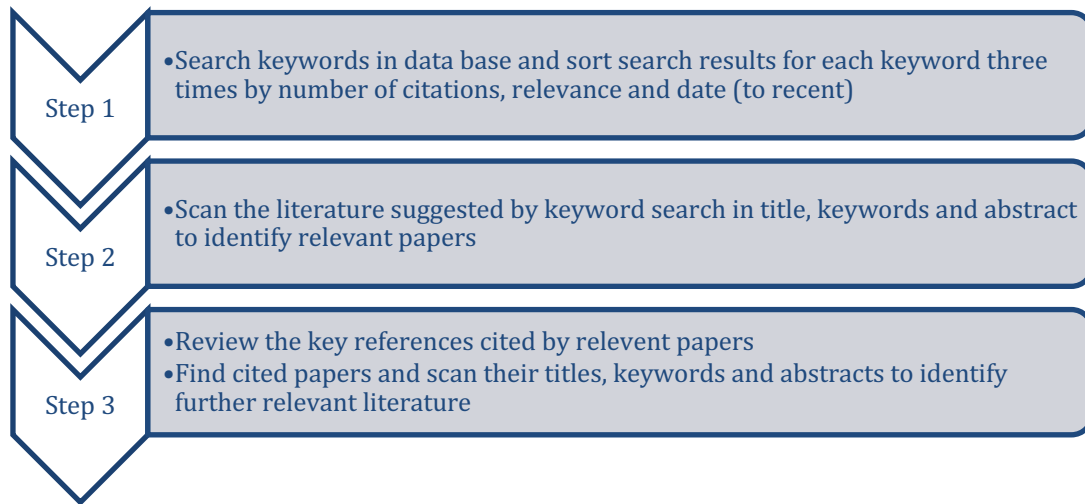 Step 1
•Search keywords in data base and sort search results for each keyword three
times by number of citations, relevance and date (to recent)
Step 2
•Scan the literature suggested by keyword search in title, keywords and abstract
to identify relevant papers
Step 3
•Review the key references cited by relevent papers
•Find cited papers and scan their titles, keywords and abstracts to identify
further relevant literature